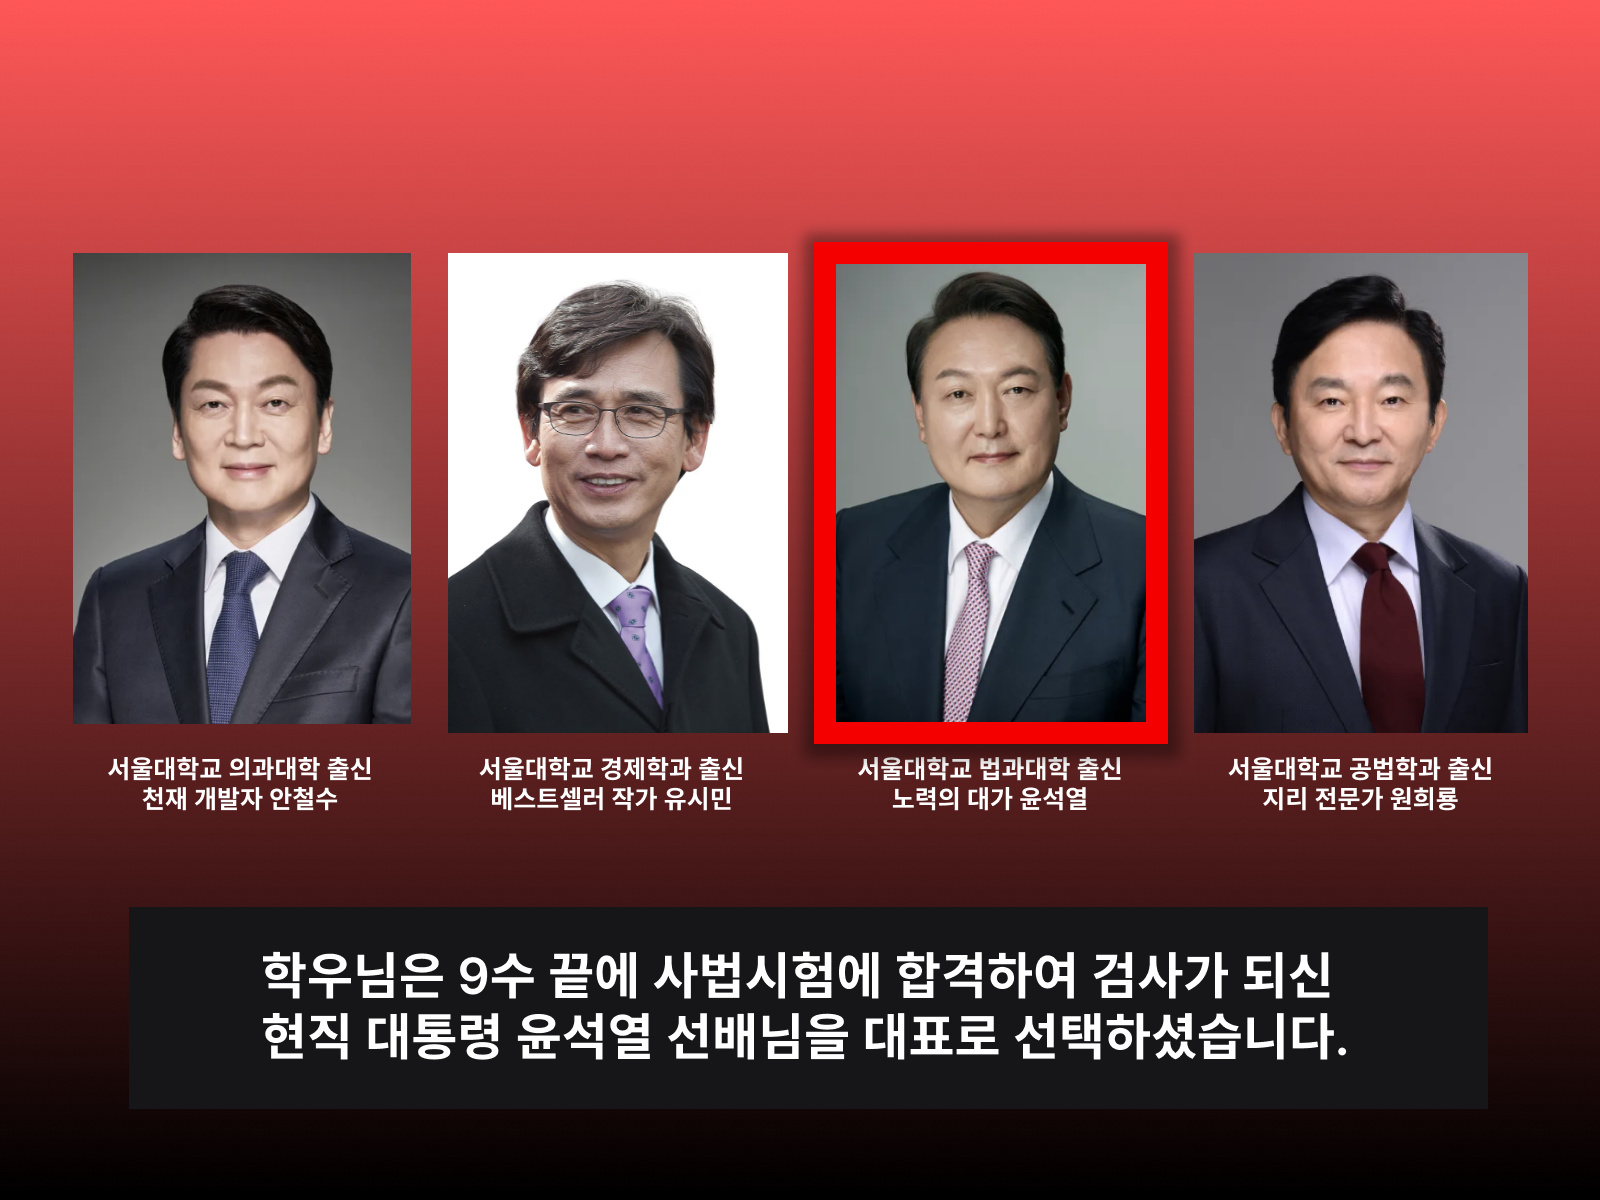 서울대학교 의과대학 출신
천재 개발자 안철수
서울대학교 경제학과 출신
베스트셀러 작가 유시민
서울대학교 법과대학 출신
노력의 대가 윤석열
서울대학교 공법학과 출신
지리 전문가 원희룡
학우님은 9수 끝에 사법시험에 합격하여 검사가 되신
현직 대통령 윤석열 선배님을 대표로 선택하셨습니다.